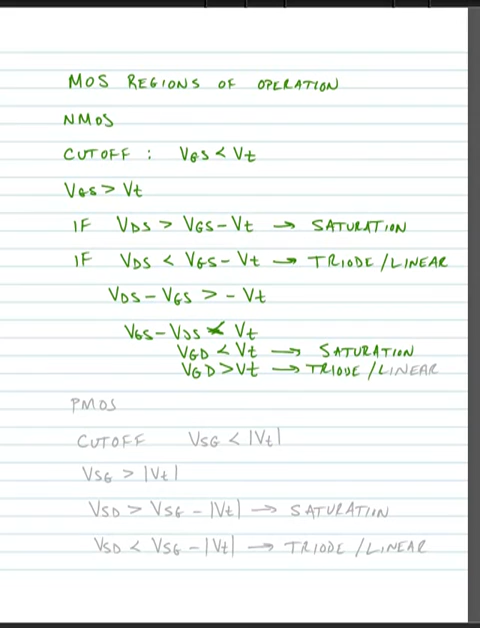 MOS REGIONS OF OPERATION
NMOS
CUTOFF : VGS < Vt
VGS > Vt
IF VDS > VGS - Vt → SATURATION
IF VDS < VGS - Vt → TRIODE / LINEAR
VDS - VGS > - Vt
VGS - VDS < Vt
VGD < Vt → SATURATION
VGD > Vt → TRIODE / LINEAR
PMOS
CUTOFF VSG < |Vt|
VSG > |Vt|
VSD > VSG - |Vt| → SATURATION
VSD < VSG - |Vt| → TRIODE / LINEAR